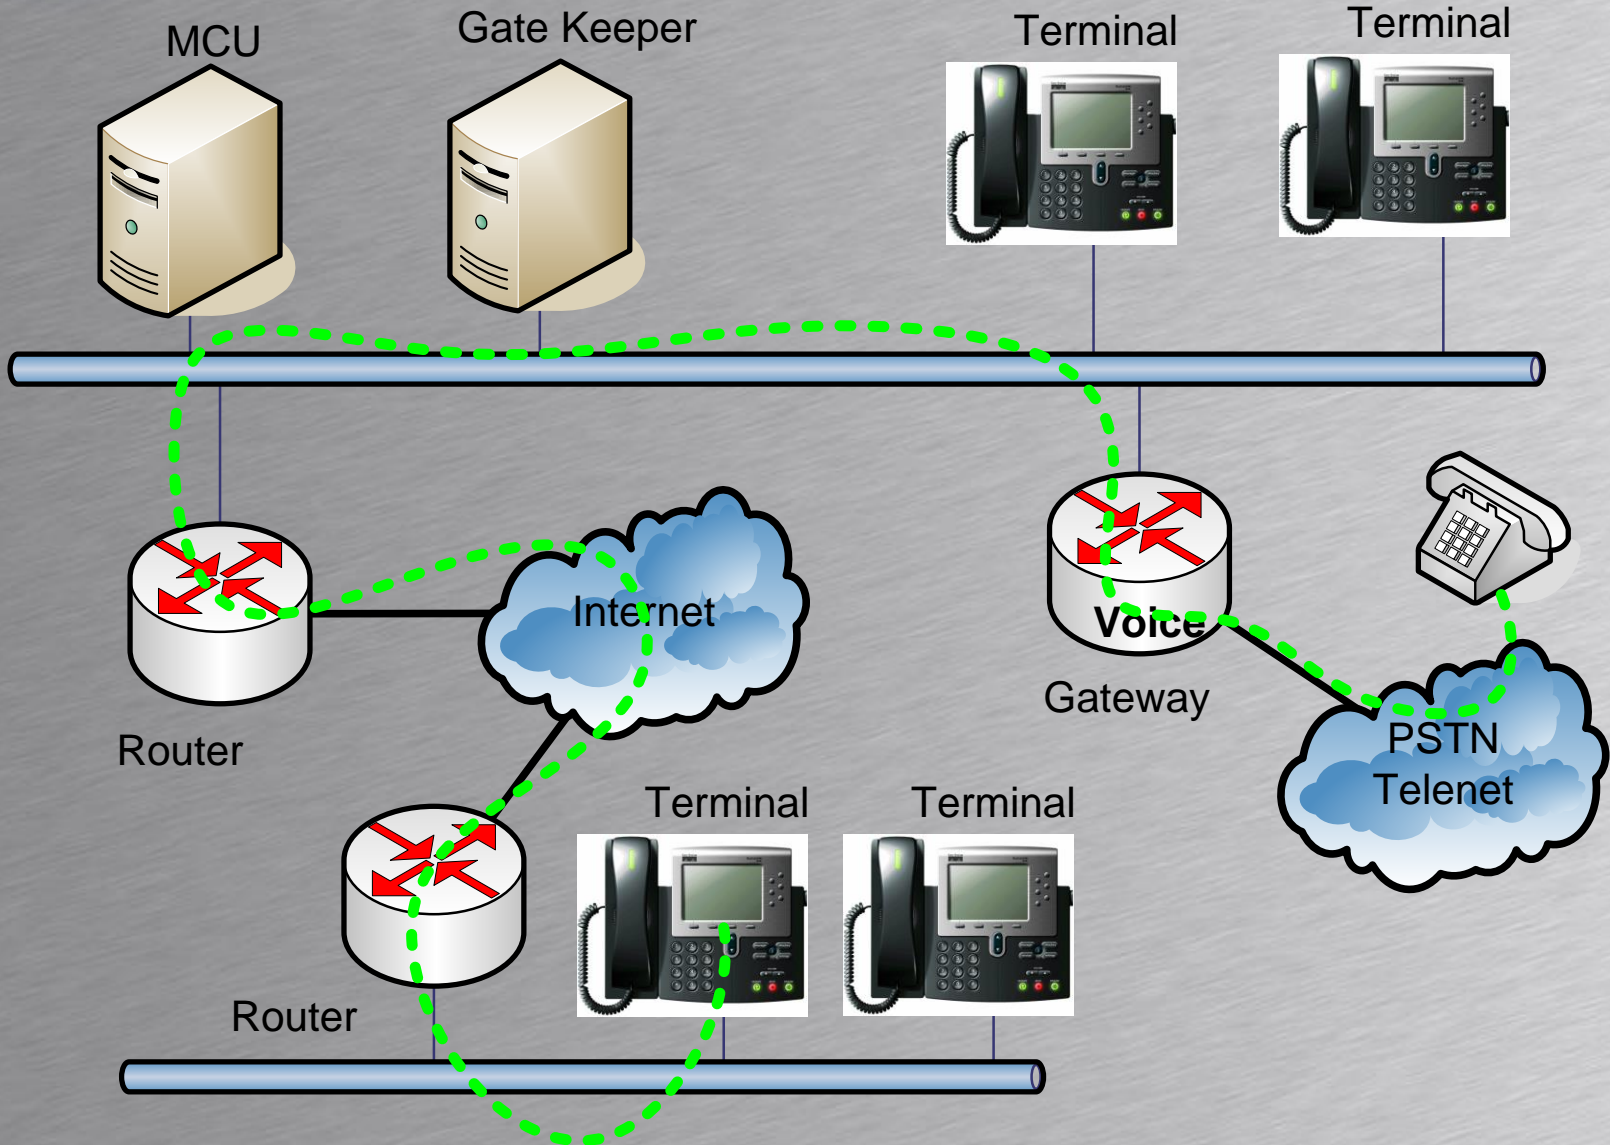 MCU
Gate Keeper
Terminal
Terminal
Internet
Voice
Gateway
Router
PSTN
Telenet
Terminal
Terminal
Router